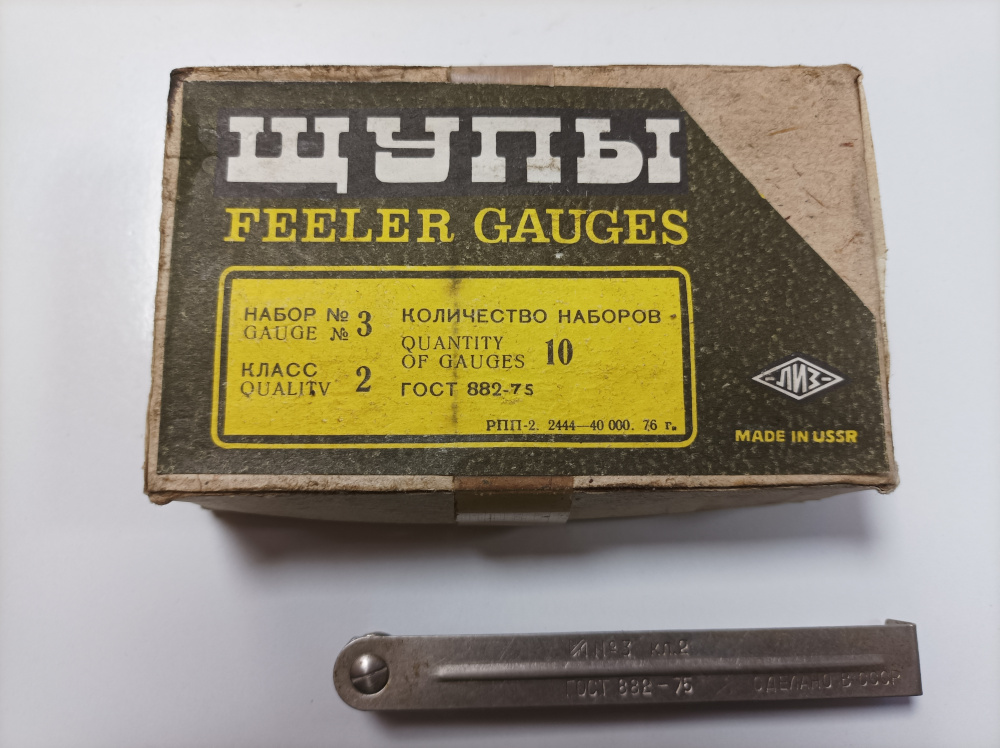 ЩУПЫ
FEELER GAUGES
НАБОР № 3
GAUGE №
КЛАСС 2
QUALITY
КОЛИЧЕСТВО НАБОРОВ
QUANTITY 10
OF GAUGES
ГОСТ 882-75
РПП-2. 2444—40 000. 76 г.
ЛИЗ
MADE IN USSR
№3 кл.2
ГОСТ 882-75
СДЕЛАНО В СССР